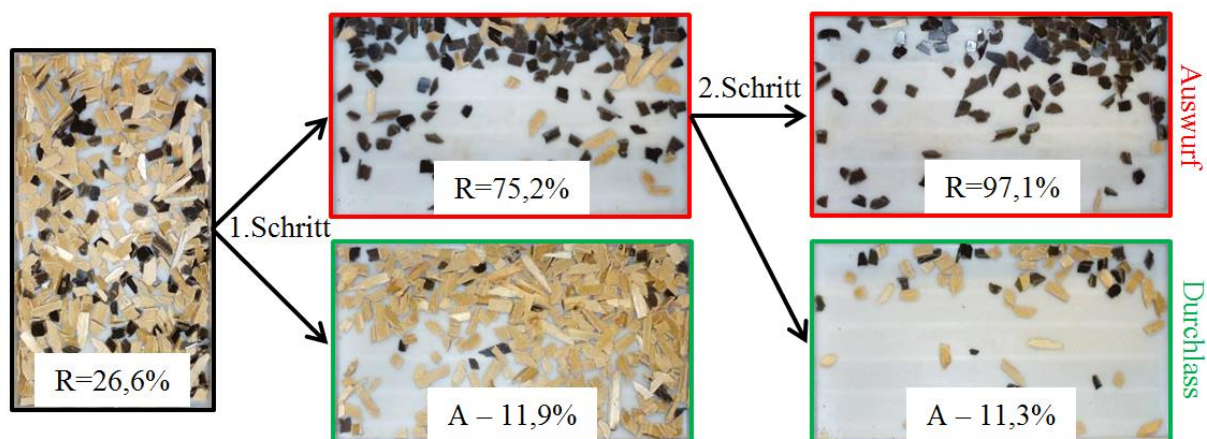 R=26,6%
1.Schritt
R=75,2%
A – 11,9%
2.Schritt
R=97,1%
A – 11,3%
Auswurf
Durchlass